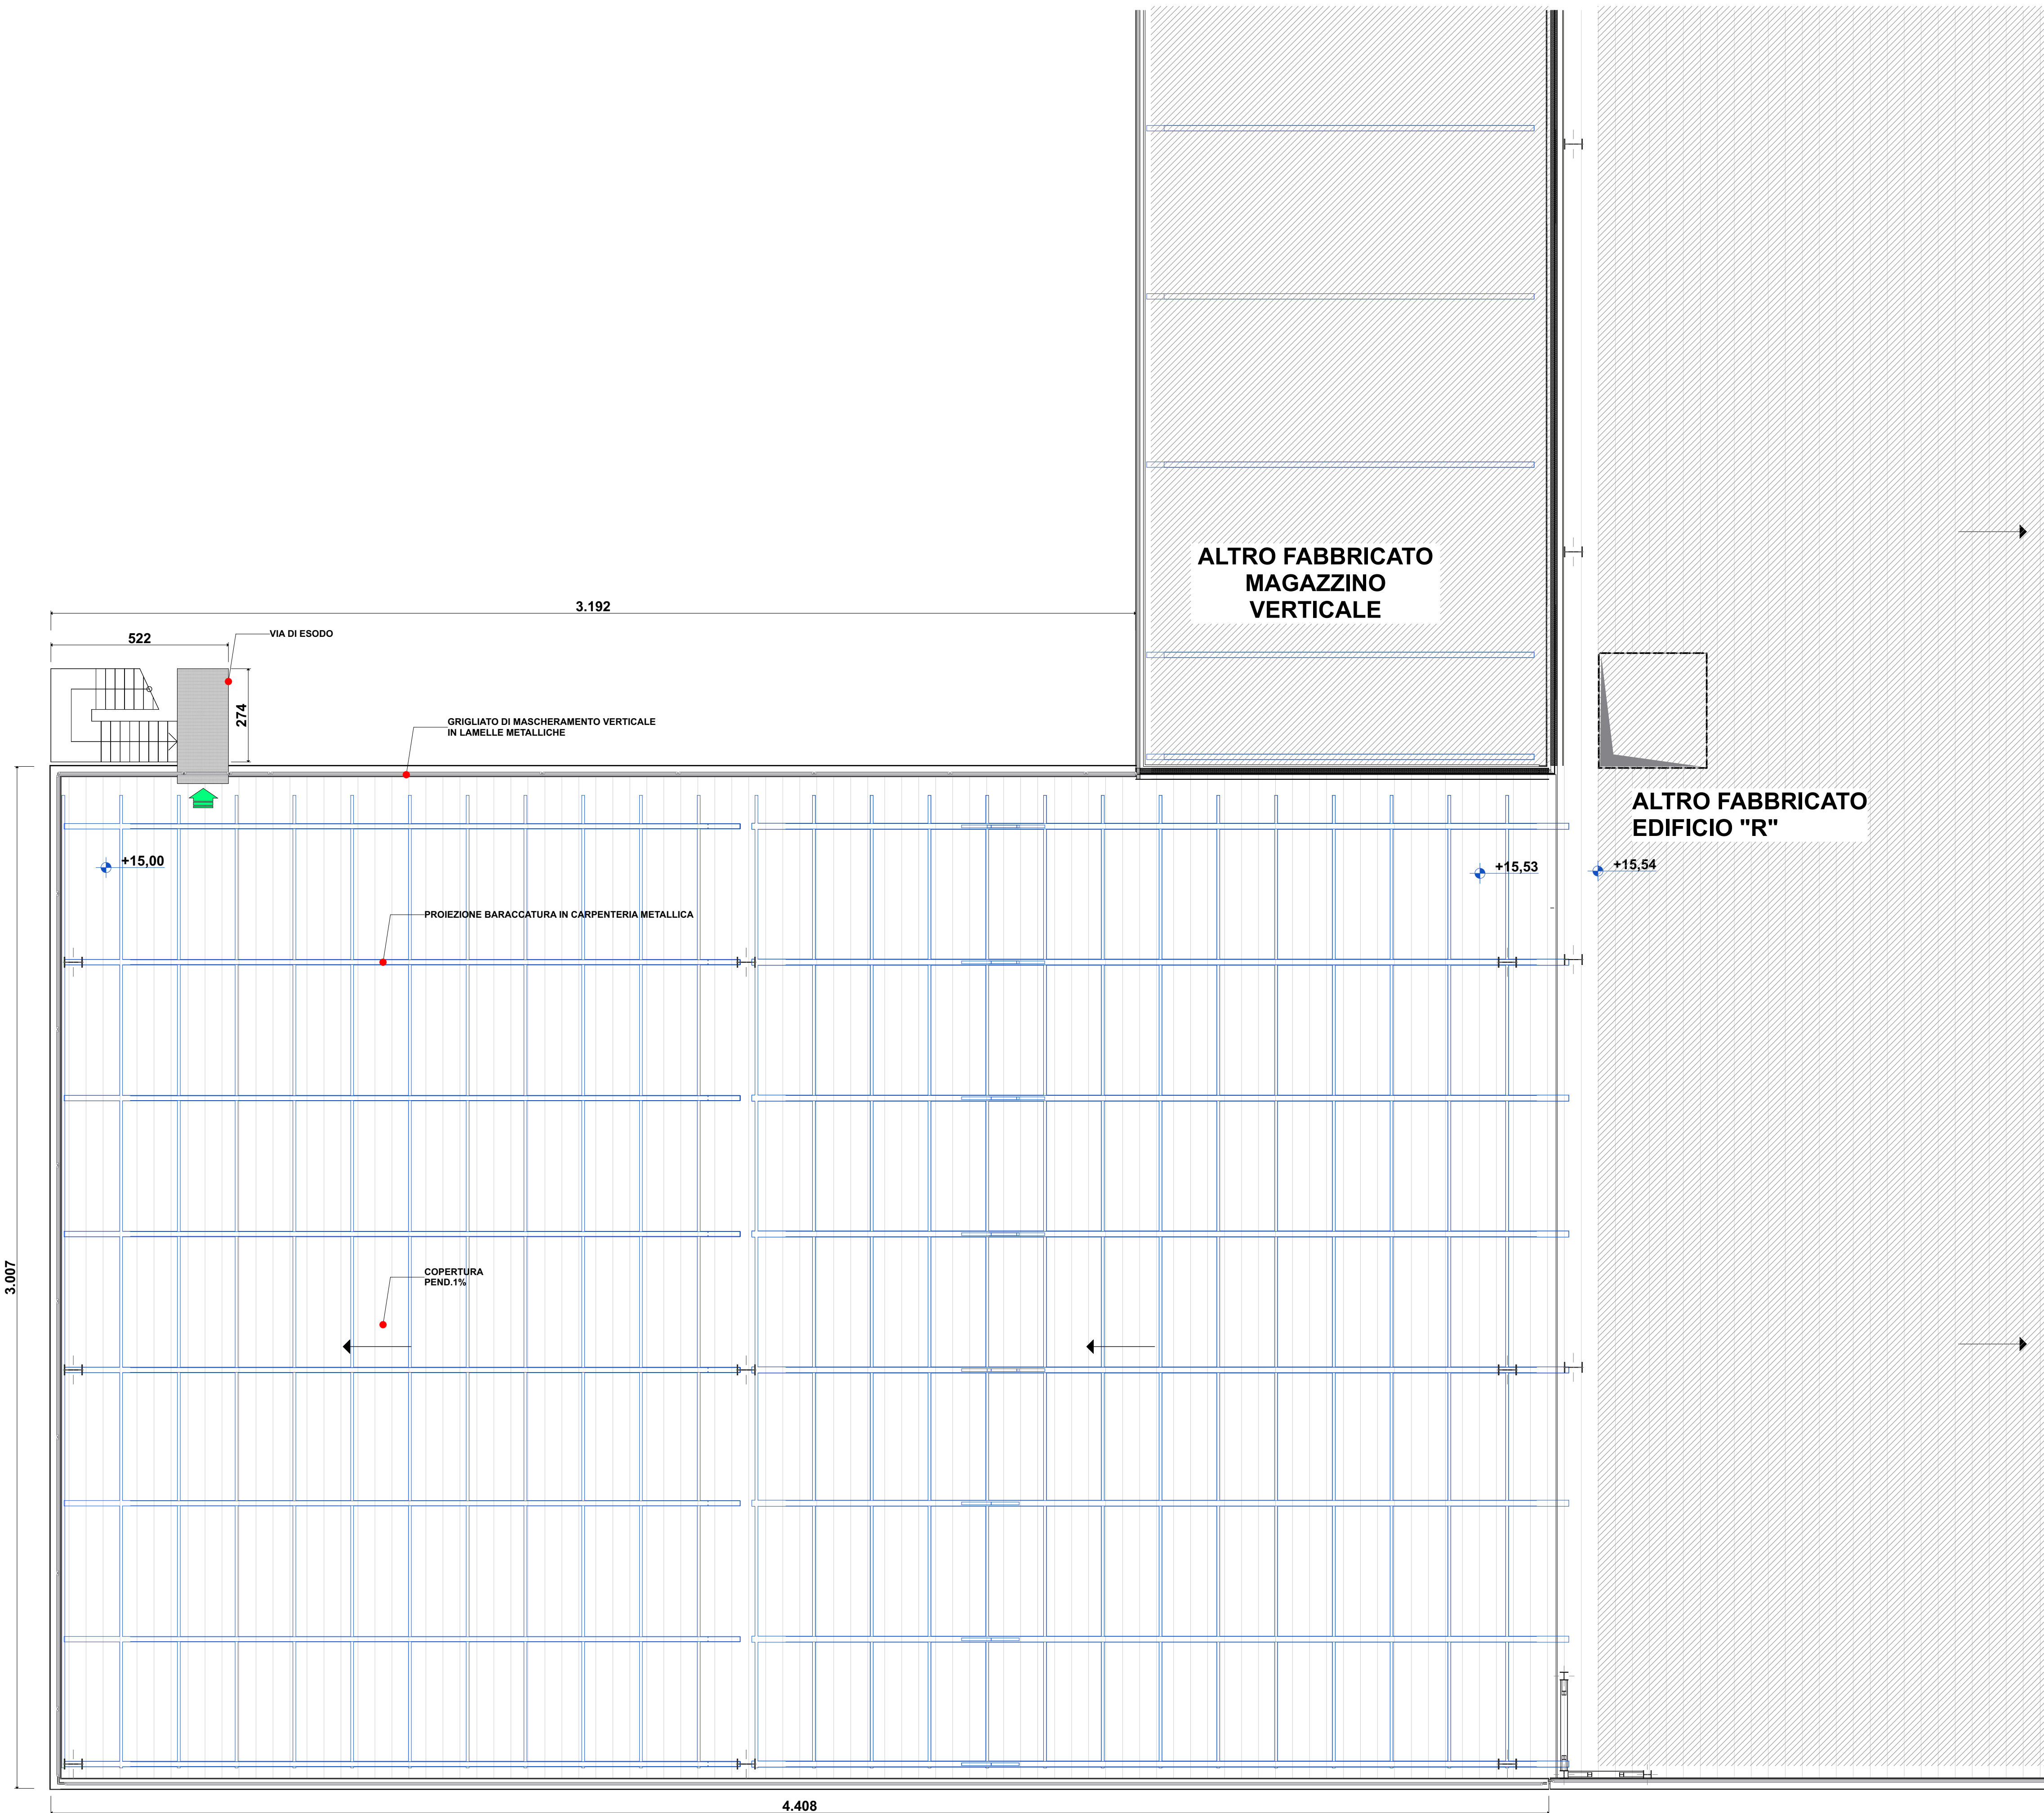 ALTRO FABBRICATO
MAGAZZINO
VERTICALE
3.192
522
VIA DI ESODO
274
GRIGLIATO DI MASCHERAMENTO VERTICALE
IN LAMELLE METALLICHE
ALTRO FABBRICATO
EDIFICIO "R"
+15,00
+15,53
+15,54
PROIEZIONE BARACCATURA IN CARPENTERIA METALLICA
3.007
COPERTURA
PEND.1%
4.408